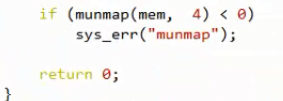 if (munmap(mem, 4) < 0)
sys_err("munmap");
return 0;
}